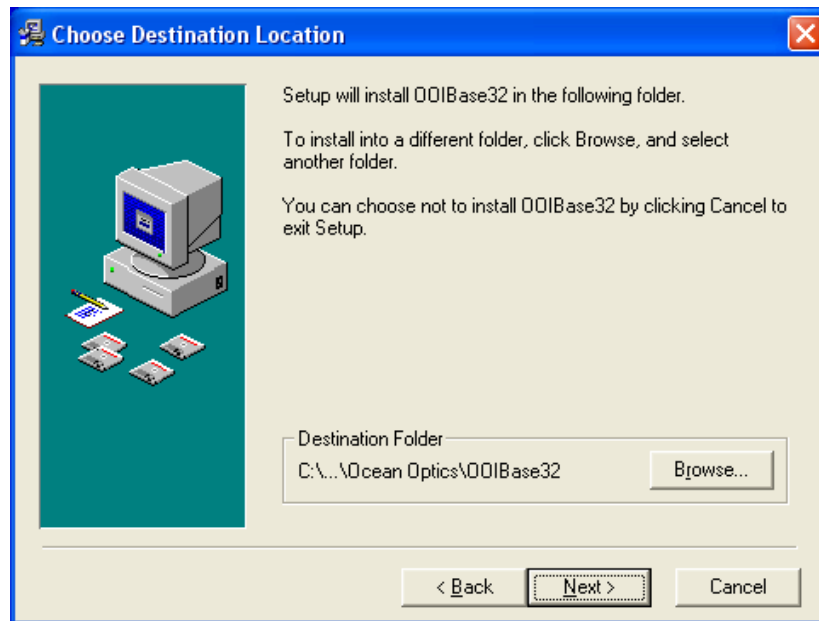 Choose Destination Location
Setup will install OOIBase32 in the following folder.
To install into a different folder, click Browse, and select
another folder.
You can choose not to install OOIBase32 by clicking Cancel to
exit Setup.
Destination Folder
C:\...\Ocean Optics\OOIBase32
Browse...
< Back
Next >
Cancel